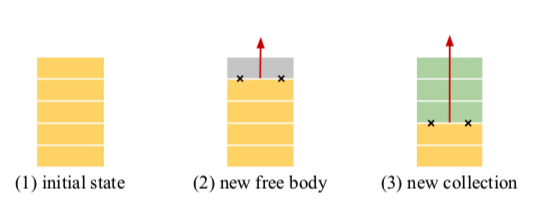 (1) initial state
(2) new free body
(3) new collection